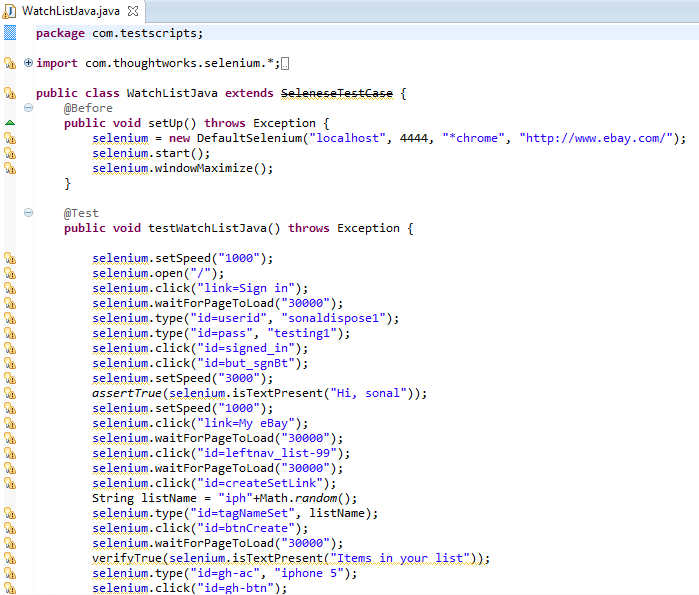 WatchListJava.java
package com.testscripts;
import com.thoughtworks.selenium.*;
public class WatchListJava extends SeleneseTestCase {
@Before
public void setUp() throws Exception {
selenium = new DefaultSelenium("localhost", 4444, "*chrome", "http://www.ebay.com/");
selenium.start();
selenium.windowMaximize();
}
@Test
public void testWatchListJava() throws Exception {
selenium.setSpeed("1000");
selenium.open("/");
selenium.click("link=Sign in");
selenium.waitForPageToLoad("30000");
selenium.type("id=userid", "sonaldispose1");
selenium.type("id=pass", "testing1");
selenium.click("id=signed_in");
selenium.click("id=but_sgnBt");
selenium.setSpeed("3000");
assertTrue(selenium.isTextPresent("Hi, sonal"));
selenium.setSpeed("1000");
selenium.click("link=My eBay");
selenium.waitForPageToLoad("30000");
selenium.click("id=leftnav_list-99");
selenium.waitForPageToLoad("30000");
selenium.click("id=createSetLink");
String listName = "iph"+Math.random();
selenium.type("id=tagNameSet", listName);
selenium.click("id=btnCreate");
selenium.waitForPageToLoad("30000");
verifyTrue(selenium.isTextPresent("Items in your list"));
selenium.type("id=gh-ac", "iphone 5");
selenium.click("id=gh-btn");